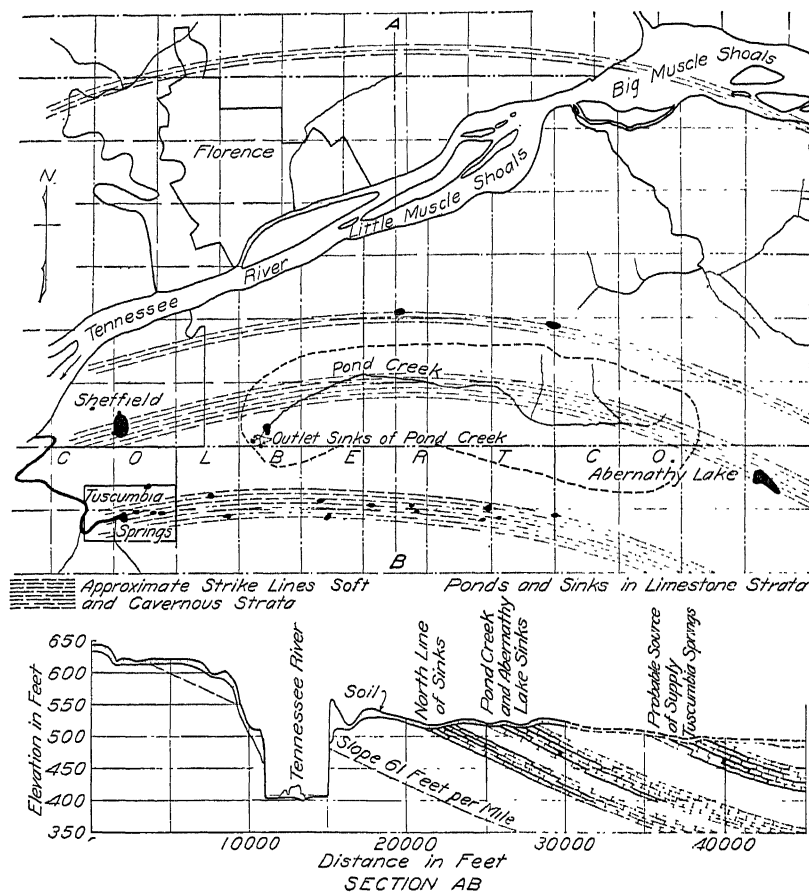 A
Big Muscle Shoals
Florence
N.
Little Muscle Shoals
Tennessee River
Pond Creek
Sheffield
Outlet Sinks of Pond Creek
C O L B E R T C O.
Abernathy Lake
Tuscumbia
Springs
B
Approximate Strike Lines Soft
and Cavernous Strata
Ponds and Sinks in Limestone Strata
650
600
550
500
450
400
350
Elevation in Feet
Tennessee River
Soil
North Line
of Sinks
Pond Creek
and Abernathy
Lake Sinks
Probable Source
of Supply
Tuscumbia Springs
Slope 61 Feet per Mile
10000
20000
30000
40000
Distance in Feet
SECTION AB